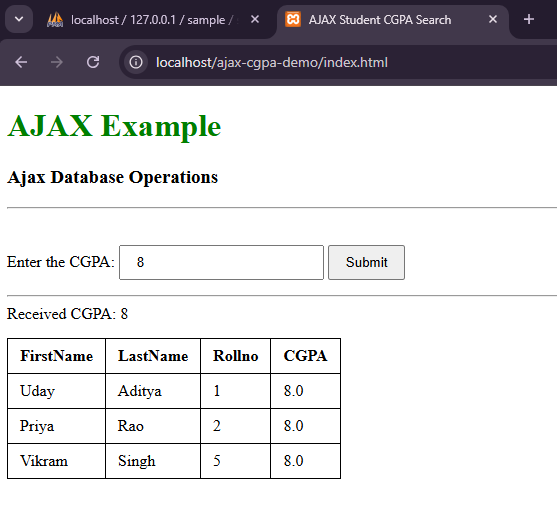 localhost / 127.0.0.1 / sample /
AJAX Student CGPA Search
localhost/ajax-cgpa-demo/index.html
AJAX Example
Ajax Database Operations
Enter the CGPA: 8 Submit
Received CGPA: 8
FirstName LastName Rollno CGPA
Uday Aditya 1 8.0
Priya Rao 2 8.0
Vikram Singh 5 8.0